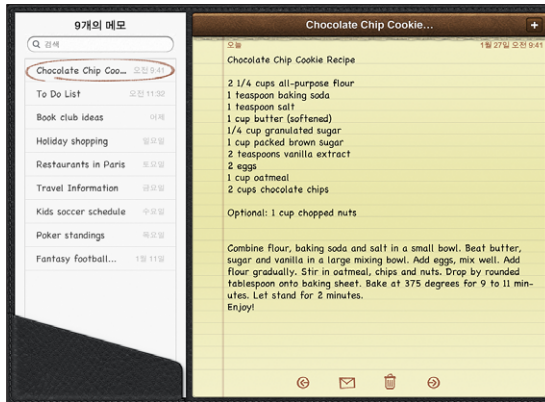 9개의 메모
검색
Chocolate Chip Coo... 오전 9:41
To Do List 오전 11:32
Book club ideas 어제
Holiday shopping 일요일
Restaurants in Paris 토요일
Travel Information 금요일
Kids soccer schedule 수요일
Poker standings 목요일
Fantasy football... 1월 11일
Chocolate Chip Cookie...
+
오늘 1월 27일 오전 9:41
Chocolate Chip Cookie Recipe
2 1/4 cups all-purpose flour
1 teaspoon baking soda
1 teaspoon salt
1 cup butter (softened)
1/4 cup granulated sugar
1 cup packed brown sugar
2 teaspoons vanilla extract
2 eggs
1 cup oatmeal
2 cups chocolate chips
Optional: 1 cup chopped nuts
Combine flour, baking soda and salt in a small bowl. Beat butter,
sugar and vanilla in a large mixing bowl. Add eggs, mix well. Add
flour gradually. Stir in oatmeal, chips and nuts. Drop by rounded
tablespoon onto baking sheet. Bake at 375 degrees for 9 to 11 min-
utes. Let stand for 2 minutes.
Enjoy!